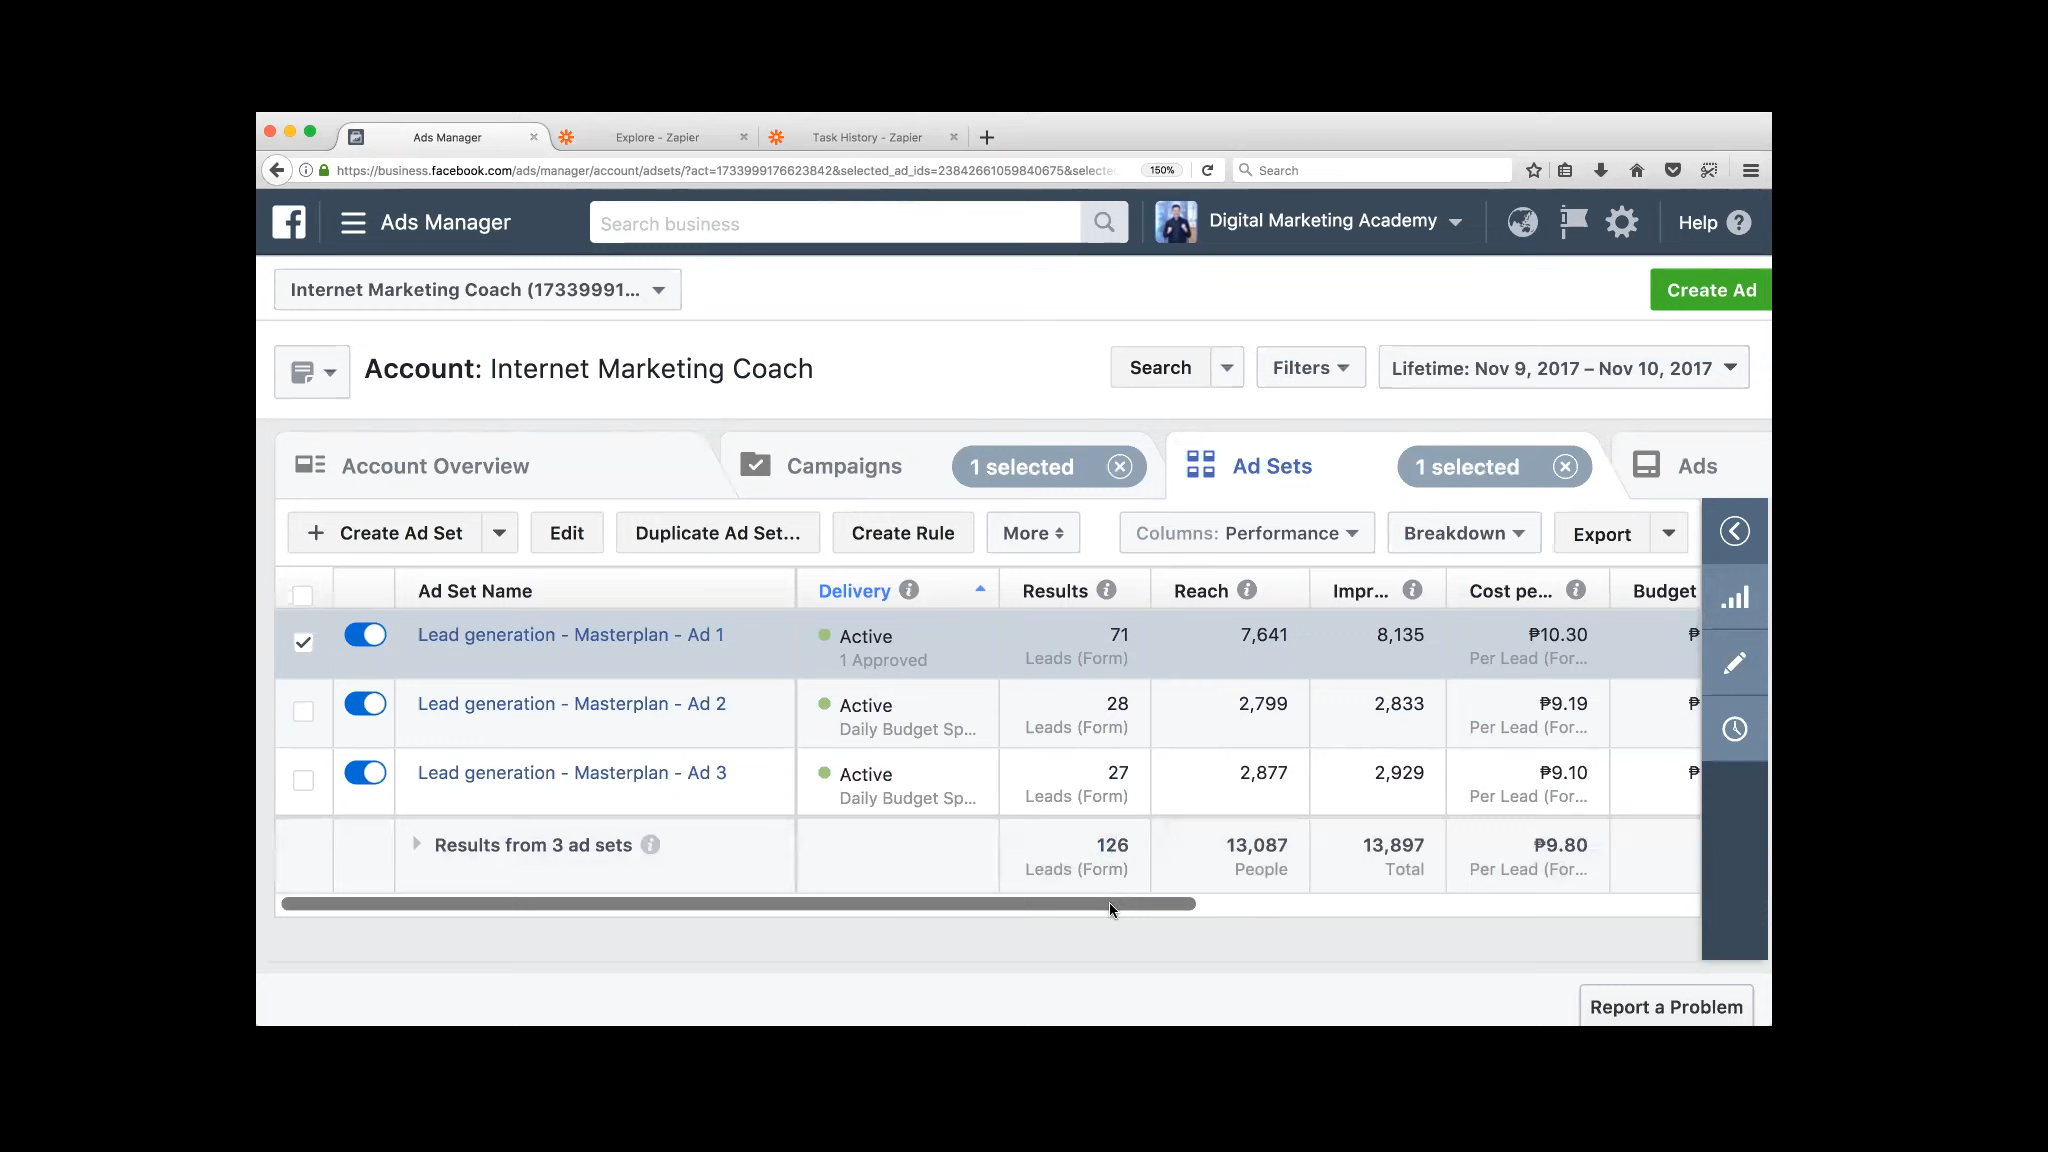 Ads Manager
Explore - Zapier
Task History - Zapier
https://business.facebook.com/ads/manager/account/adsets/?act=1733999176623842&selected_ad_ids=23842661059840675&selecte
150%
Search
Ads Manager
Search business
Digital Marketing Academy
Help ?
Internet Marketing Coach (17339991...
Create Ad
Account: Internet Marketing Coach
Search
Filters
Lifetime: Nov 9, 2017 – Nov 10, 2017
Account Overview
Campaigns
1 selected
Ad Sets
1 selected
Ads
+ Create Ad Set
Edit
Duplicate Ad Set...
Create Rule
More
Columns: Performance
Breakdown
Export
Ad Set Name
Delivery
Results
Reach
Impr...
Cost pe...
Budget
Lead generation - Masterplan - Ad 1
Active
71
7,641
8,135
₱10.30
₱
1 Approved
Leads (Form)
Per Lead (For...
Lead generation - Masterplan - Ad 2
Active
28
2,799
2,833
₱9.19
₱
Daily Budget Sp...
Leads (Form)
Per Lead (For...
Lead generation - Masterplan - Ad 3
Active
27
2,877
2,929
₱9.10
₱
Daily Budget Sp...
Leads (Form)
Per Lead (For...
Results from 3 ad sets
126
13,087
13,897
₱9.80
Leads (Form)
People
Total
Per Lead (For...
Report a Problem